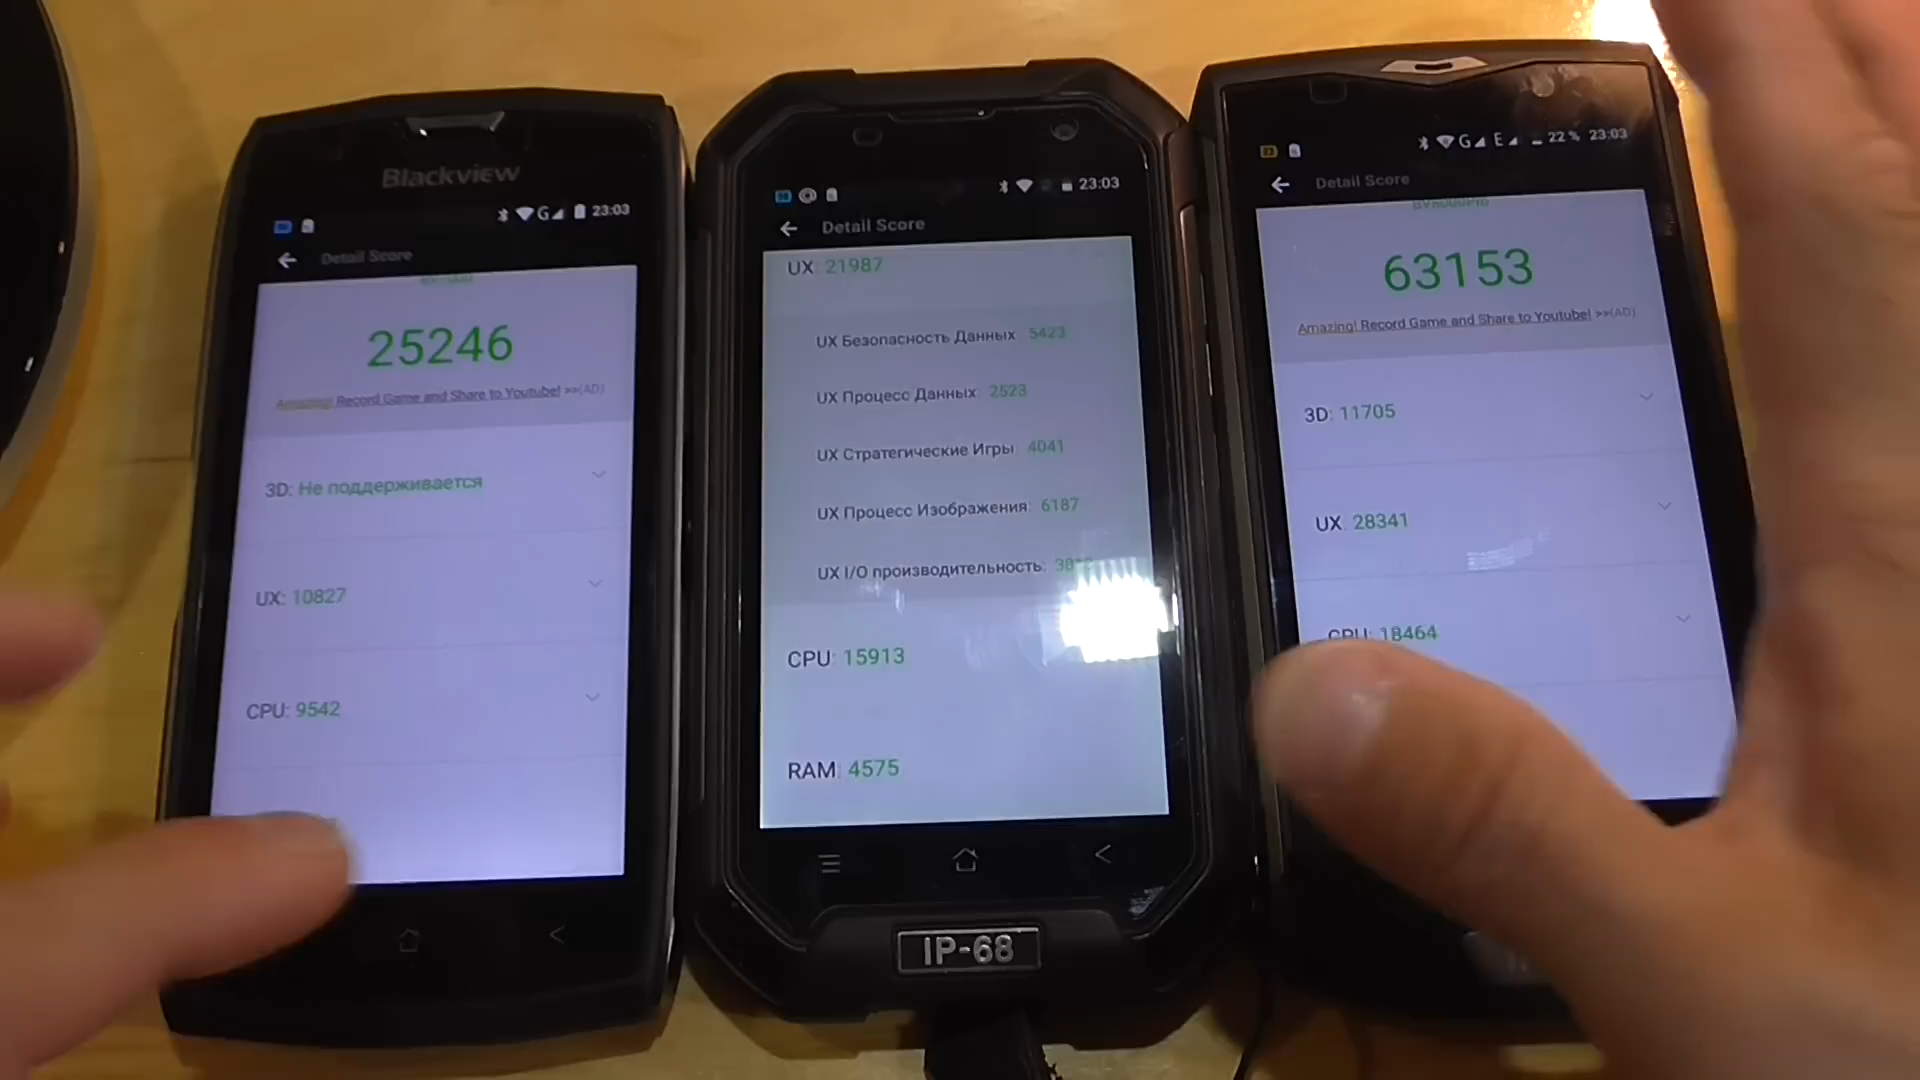 Blackview
23:03
Detail Score
25246
Amazing! Record Game and Share to Youtube! >>(AD)
3D: Не поддерживается
UX: 10827
CPU: 9542
23:03
Detail Score
UX: 21987
UX Безопасность Данных 5423
UX Процесс Данных 2523
UX Стратегические Игры 4041
UX Процесс Изображения: 6187
UX I/O производительность:
CPU: 15913
RAM: 4575
IP-68
G E 22 % 23:03
Detail Score
63153
Amazing! Record Game and Share to Youtube! >>(AD)
3D: 11705
UX: 28341
CPU: 18464